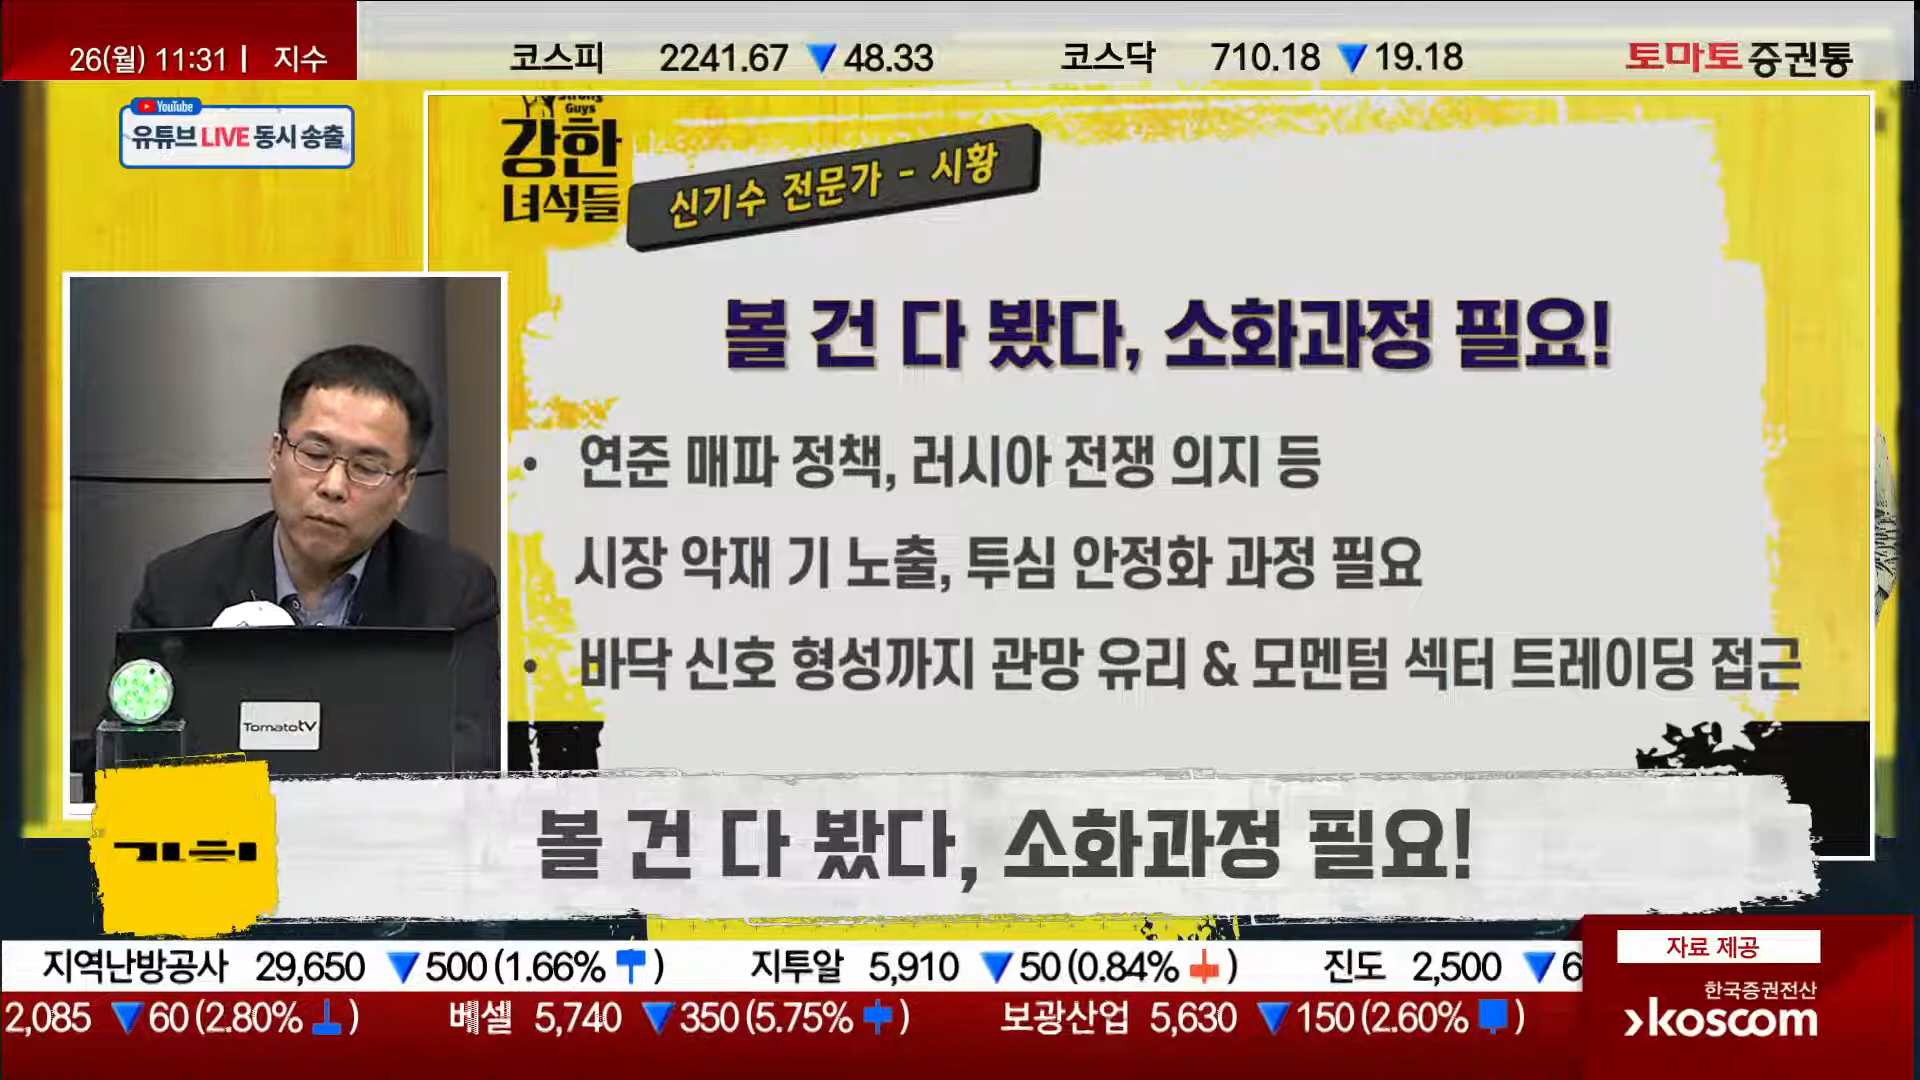 26(월) 11:31 | 지수
코스피 2241.67 ▼48.33
코스닥 710.18 ▼19.18
토마토증권통
YouTube
유튜브 LIVE 동시 송출
Strong
Guys
강한
녀석들
신기수 전문가 - 시황
볼 건 다 봤다, 소화과정 필요!
• 연준 매파 정책, 러시아 전쟁 의지 등
시장 악재 기 노출, 투심 안정화 과정 필요
• 바닥 신호 형성까지 관망 유리 & 모멘텀 섹터 트레이딩 접근
TomatoTV
볼 건 다 봤다, 소화과정 필요!
지역난방공사 29,650 ▼500(1.66%) 지투알 5,910 ▼50(0.84%) 진도 2,500 ▼6
2,085 ▼60(2.80%) 베셀 5,740 ▼350(5.75%) 보광산업 5,630 ▼150(2.60%)
자료 제공
한국증권전산
koscom